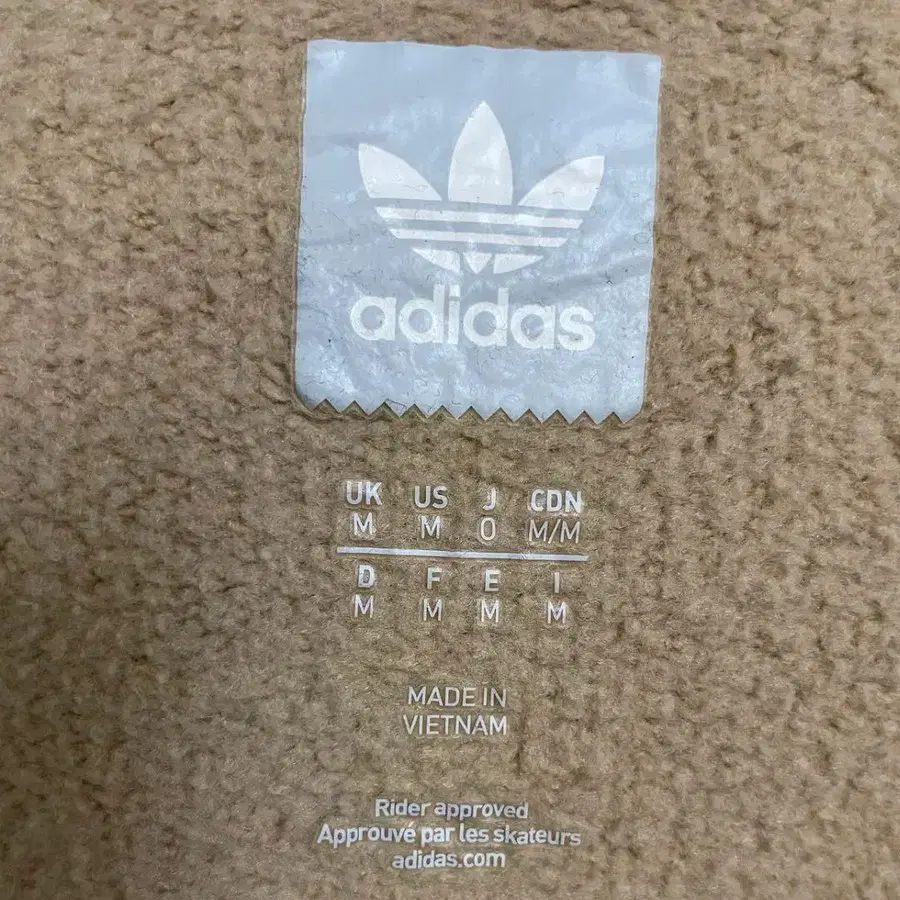 adidas
UK US J CDN
M M O M/M
D F E I
M M M M
MADE IN
VIETNAM
Rider approved
Approuvé par les skateurs
adidas.com